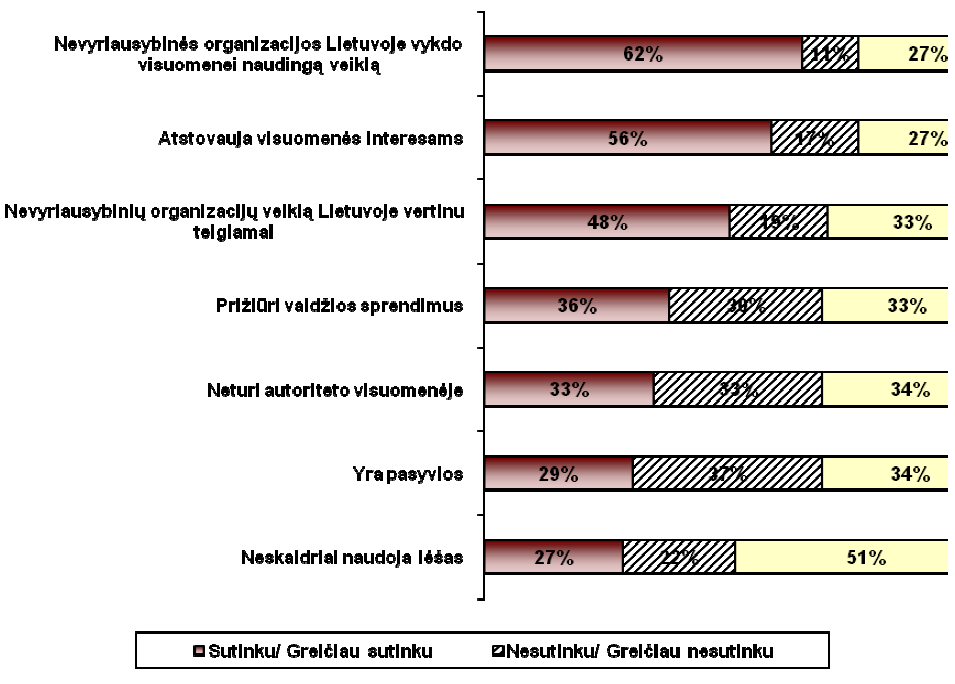 Nevyriausybinės organizacijos Lietuvoje vykdo
visuomenei naudingą veiklą
62% 11% 27%
Atstovauja visuomenės interesams
56% 17% 27%
Nevyriausybinių organizacijų veiklą Lietuvoje vertinu
teigiamai
48% 19% 33%
Prižiūri valdžios sprendimus
36% 30% 33%
Neturi autoriteto visuomenėje
33% 33% 34%
Yra pasyvios
29% 37% 34%
Neskaidriai naudoja lėšas
27% 22% 51%
Sutinku/ Greičiau sutinku Nesutinku/ Greičiau nesutinku